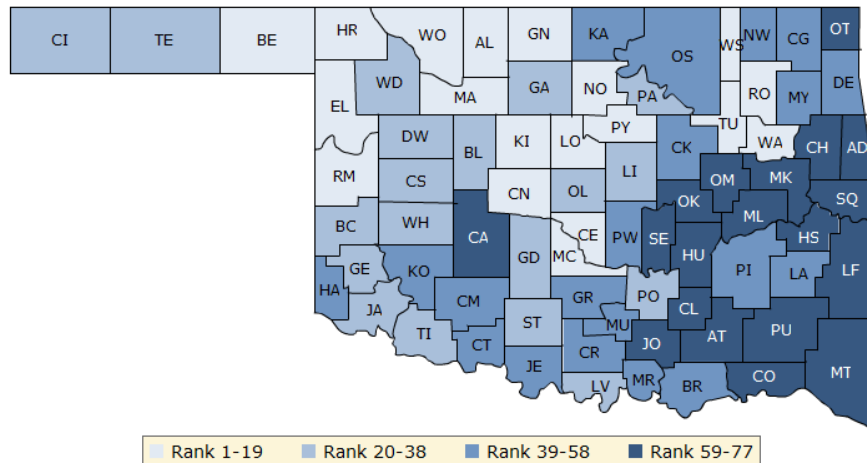 CI TE BE HR WO AL GN KA OS WS NW CG OT
WD MA GA NO PA RO MY DE
EL DW BL KI LO PY CK TU WA CH AD
RM CS CN OL LI OM MK SQ
BC WH CA CE PW SE OK ML HS
GE KO GD MC HU PI LA LF
HA JA CM GR PO CL
TI ST MU JO AT PU
CT JE CR MR BR CO MT
LV
Rank 1-19 Rank 20-38 Rank 39-58 Rank 59-77